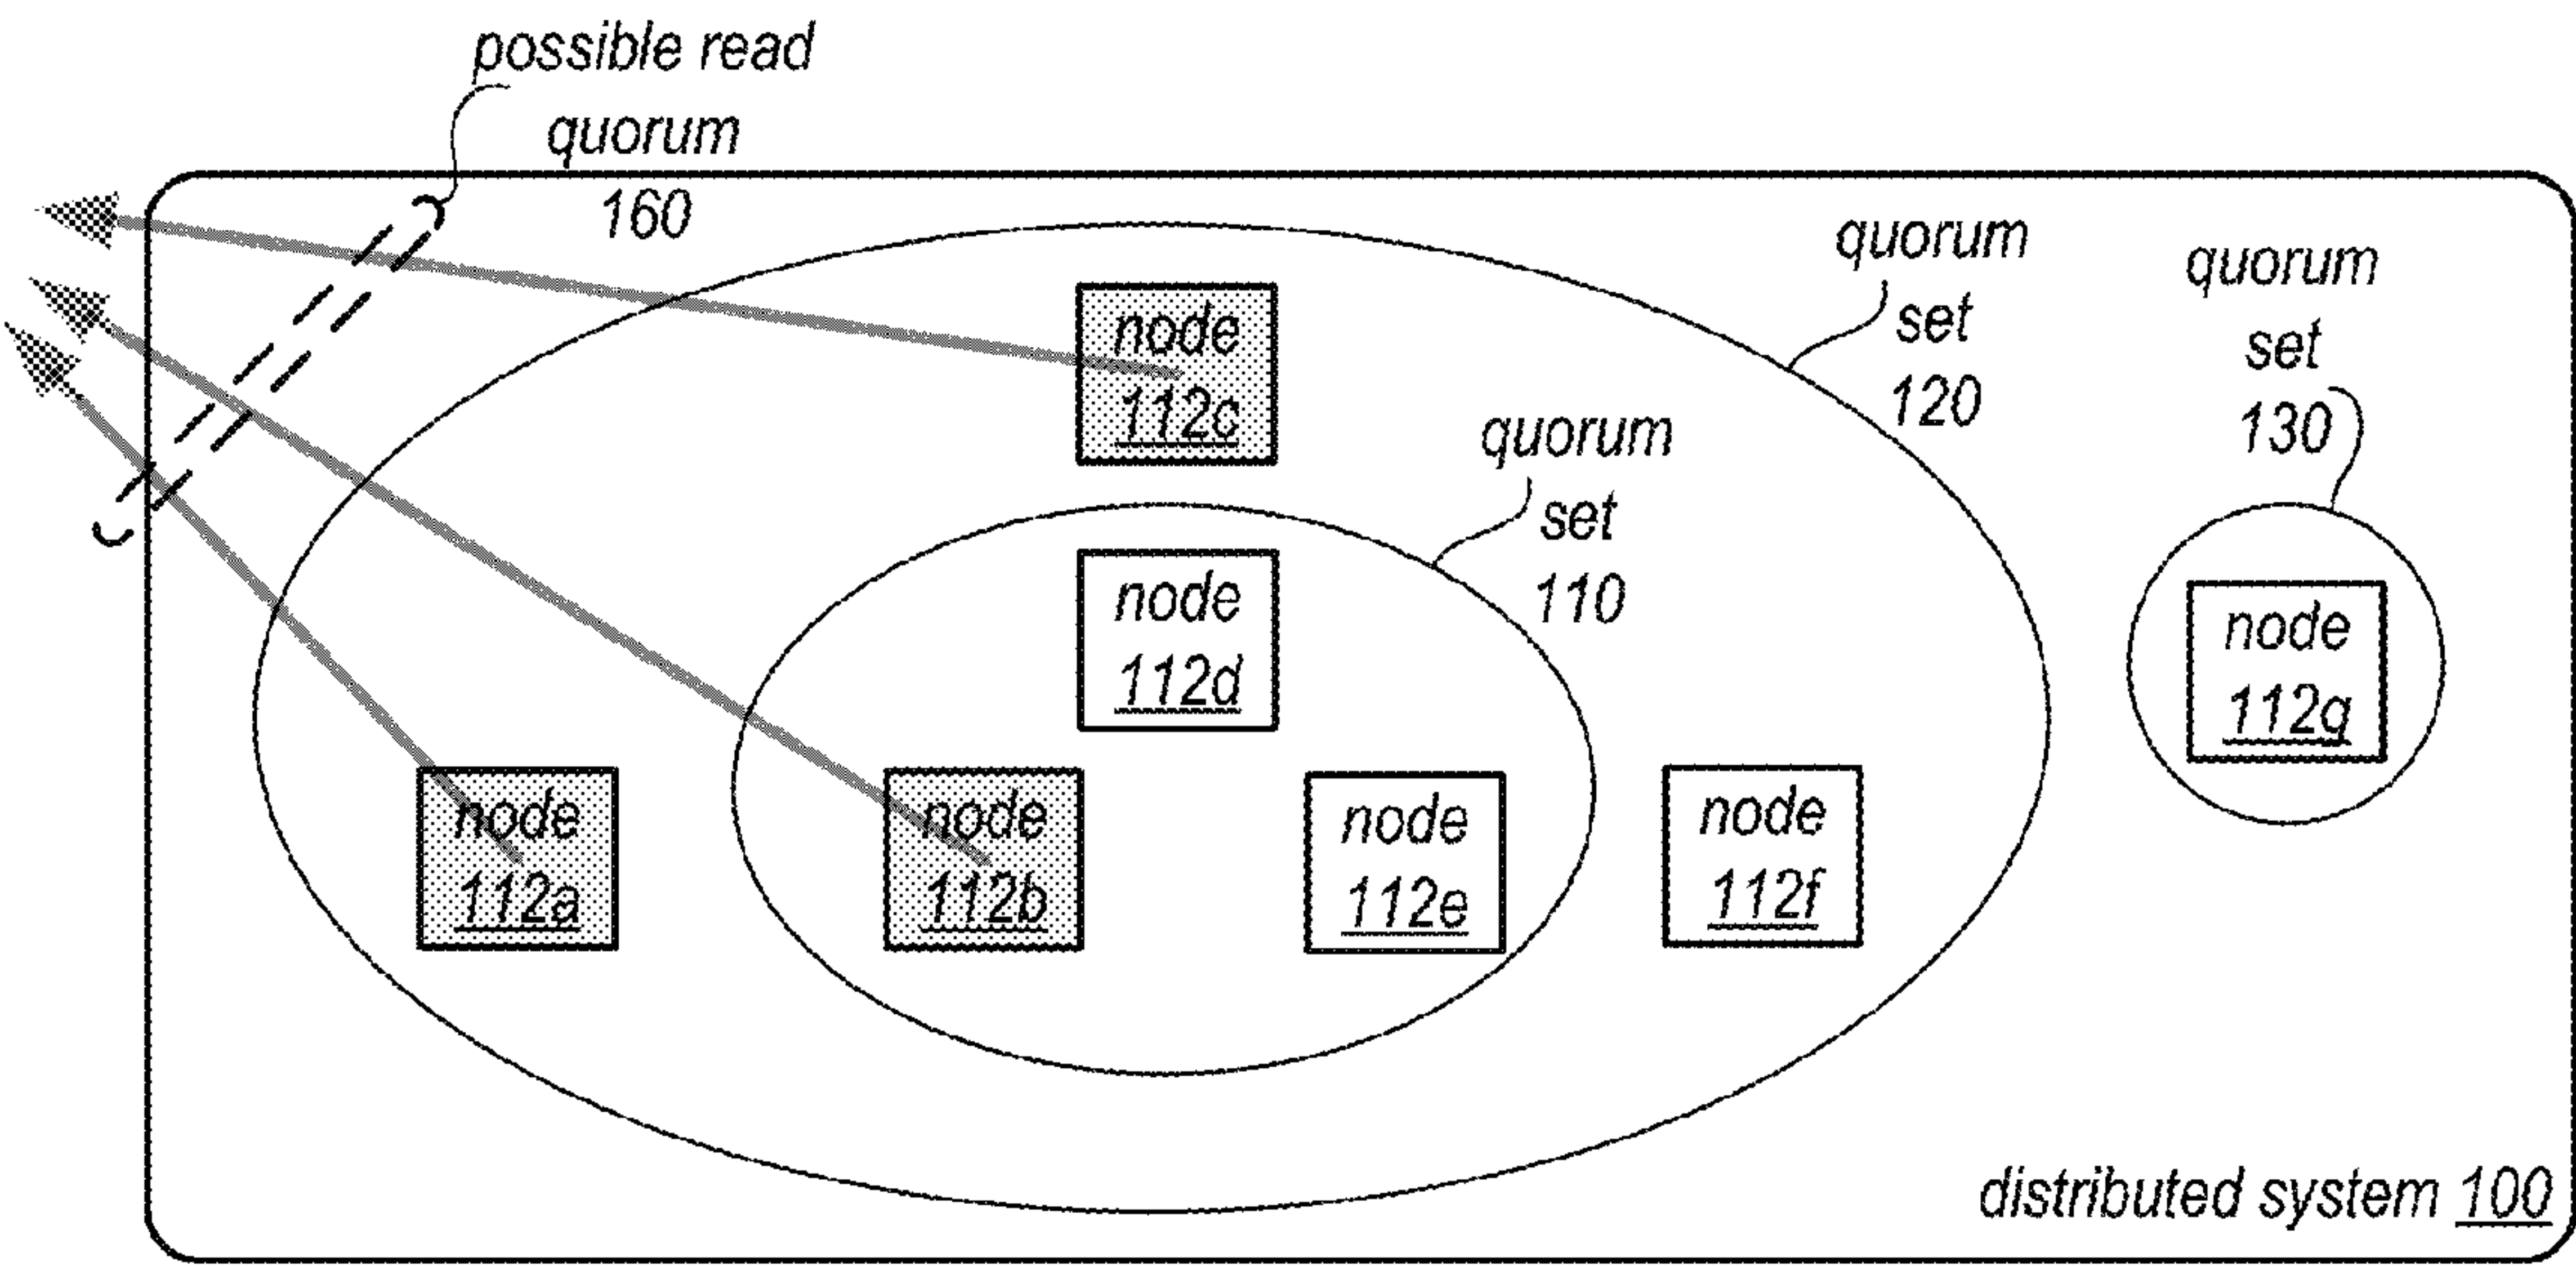 possible read
quorum
160
quorum
set
120
quorum
set
130
node
112c
quorum
set
110
node
112d
node
112g
node
112a
node
112b
node
112e
node
112f
distributed system 100